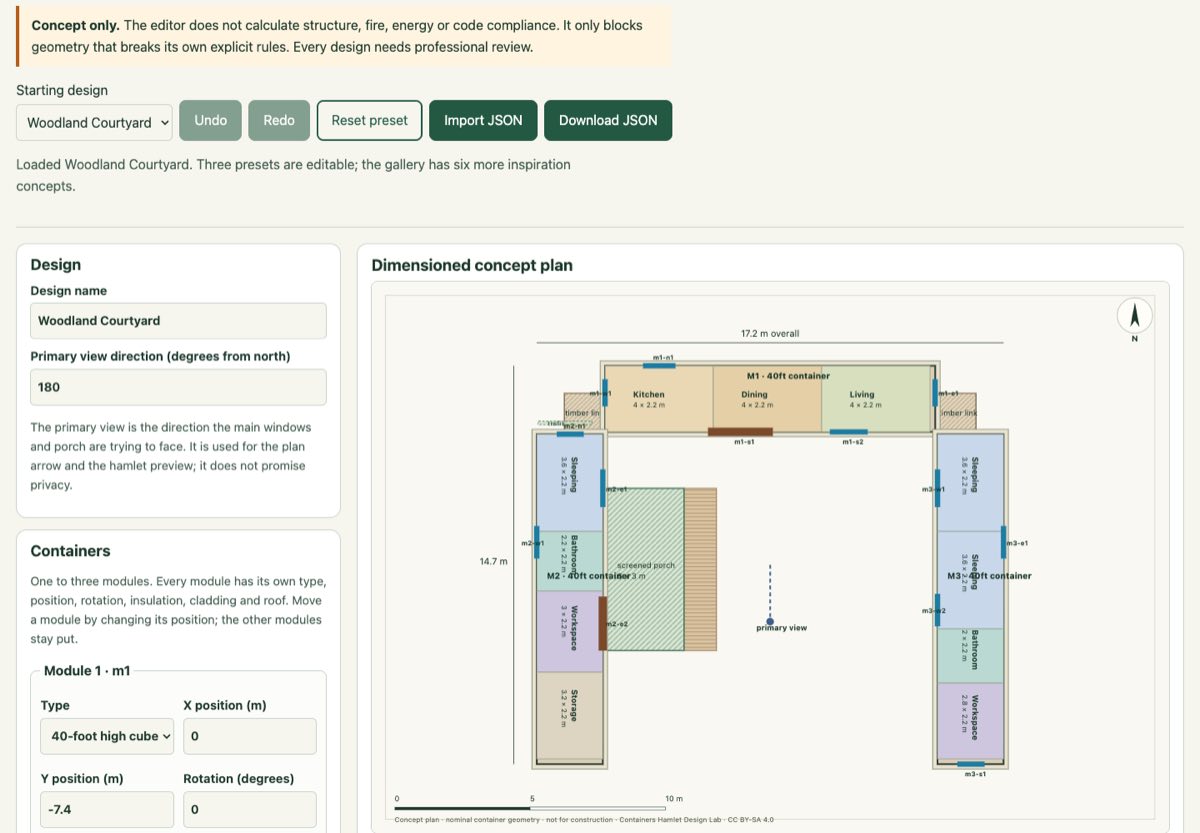 Concept only. The editor does not calculate structure, fire, energy or code compliance. It only blocks
geometry that breaks its own explicit rules. Every design needs professional review.
Starting design
Woodland Courtyard
Undo
Redo
Reset preset
Import JSON
Download JSON
Loaded Woodland Courtyard. Three presets are editable; the gallery has six more inspiration
concepts.
Design
Design name
Woodland Courtyard
Primary view direction (degrees from north)
180
The primary view is the direction the main windows
and porch are trying to face. It is used for the plan
arrow and the hamlet preview; it does not promise
privacy.
Containers
One to three modules. Every module has its own type,
position, rotation, insulation, cladding and roof. Move
a module by changing its position; the other modules
stay put.
Module 1 · m1
Type
X position (m)
40-foot high cube
0
Y position (m)
Rotation (degrees)
-7.4
0
Dimensioned concept plan
N
17.2 m overall
m1-n1
M1 · 40ft container
Kitchen
4 × 2.2 m
Dining
4 × 2.2 m
Living
4 × 2.2 m
m1-e1
timber lin
imber link
m2-n1
m1-s1
m1-s2
Sleeping
3.6 × 2.2 m
m2-e1
Bathroom
2.2 × 2.2 m
screened porch
M2 · 40ft container
3 m
14.7 m
Workspace
3 × 2.2 m
m2-e2
Storage
3.2 × 2.2 m
primary view
Sleeping
3.6 × 2.2 m
m3-e1
Sleeping
M3 · 40ft container
m3-w2
Bathroom
2 × 2.2 m
Workspace
2.8 × 2.2 m
m3-s1
0
5
10 m
Concept plan · nominal container geometry · not for construction · Containers Hamlet Design Lab · CC BY-SA 4.0